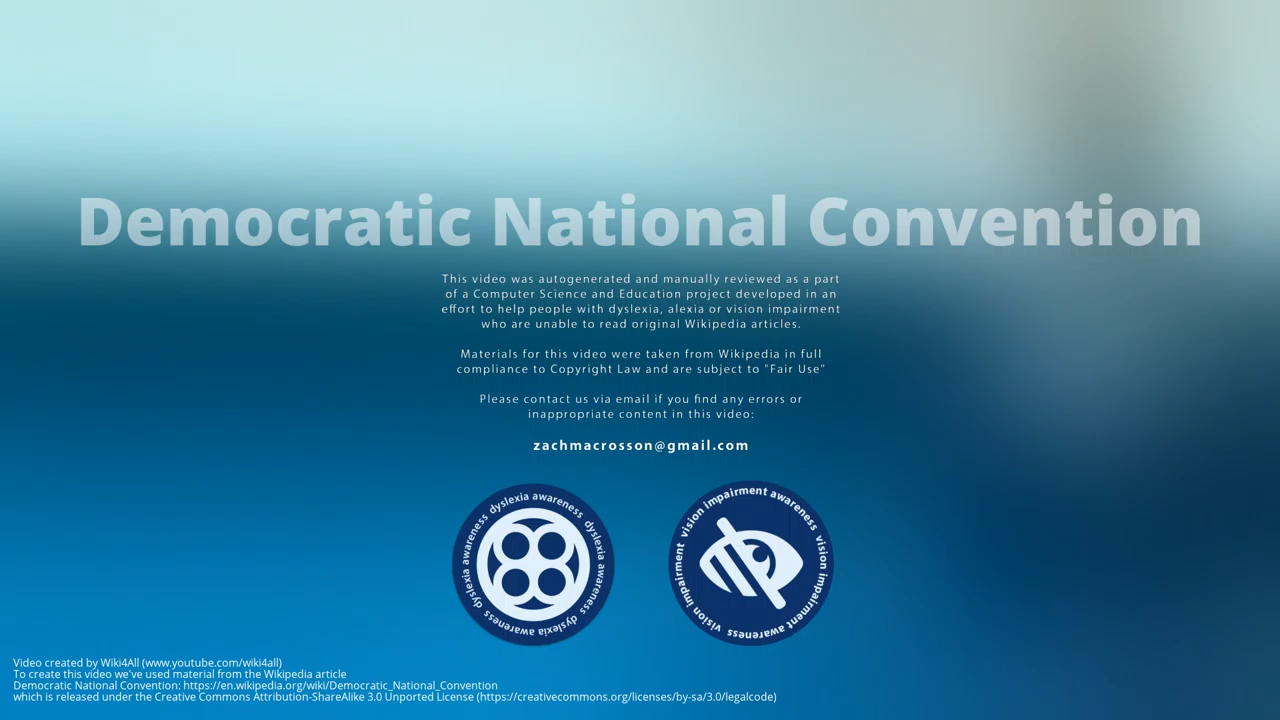 Democratic National Convention
This video was autogenerated and manually reviewed as a part
of a Computer Science and Education project developed in an
effort to help people with dyslexia, alexia or vision impairment
who are unable to read original Wikipedia articles.
Materials for this video were taken from Wikipedia in full
compliance to Copyright Law and are subject to "Fair Use"
Please contact us via email if you find any errors or
inappropriate content in this video:
zachmacrosson@gmail.com
dyslexia awareness dyslexia awareness dyslexia awareness dyslexia awareness
vision impairment awareness vision impairment awareness vision impairment
Video created by Wiki4All (www.youtube.com/wiki4all)
To create this video we've used material from the Wikipedia article
Democratic National Convention: https://en.wikipedia.org/wiki/Democratic_National_Convention
which is released under the Creative Commons Attribution-ShareAlike 3.0 Unported License (https://creativecommons.org/licenses/by-sa/3.0/legalcode)